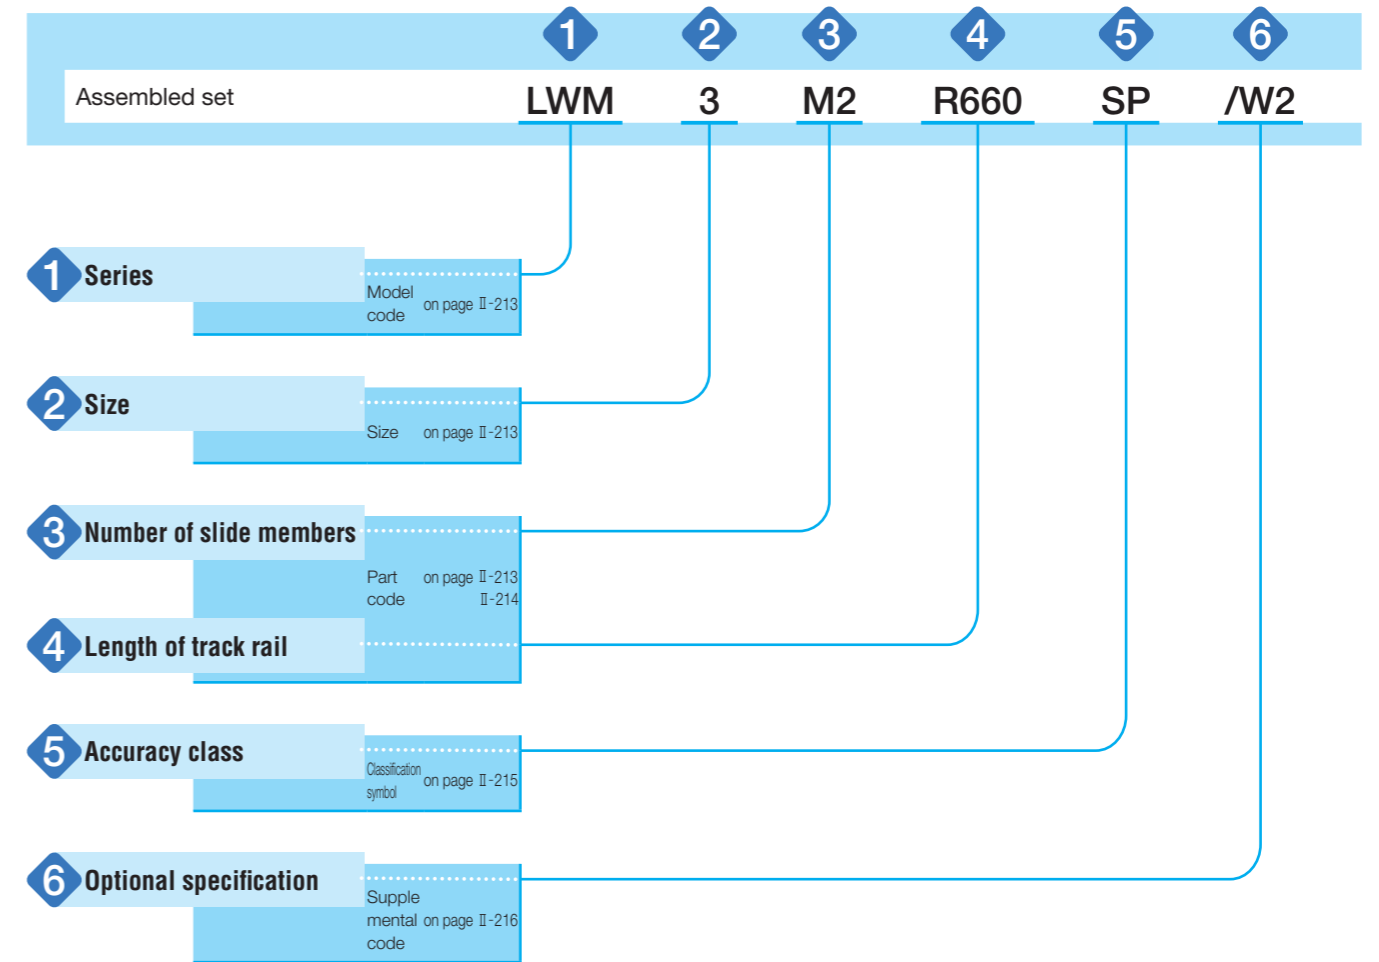 1 2 3 4 5 6
Assembled set LWM 3 M2 R660 SP /W2
1 Series
Model code on page Ⅱ-213
2 Size
Size on page Ⅱ-213
3 Number of slide members
Part code on page Ⅱ-213
Ⅱ-214
4 Length of track rail
5 Accuracy class
Classification symbol on page Ⅱ-215
6 Optional specification
Supple
mental on page Ⅱ-216
code